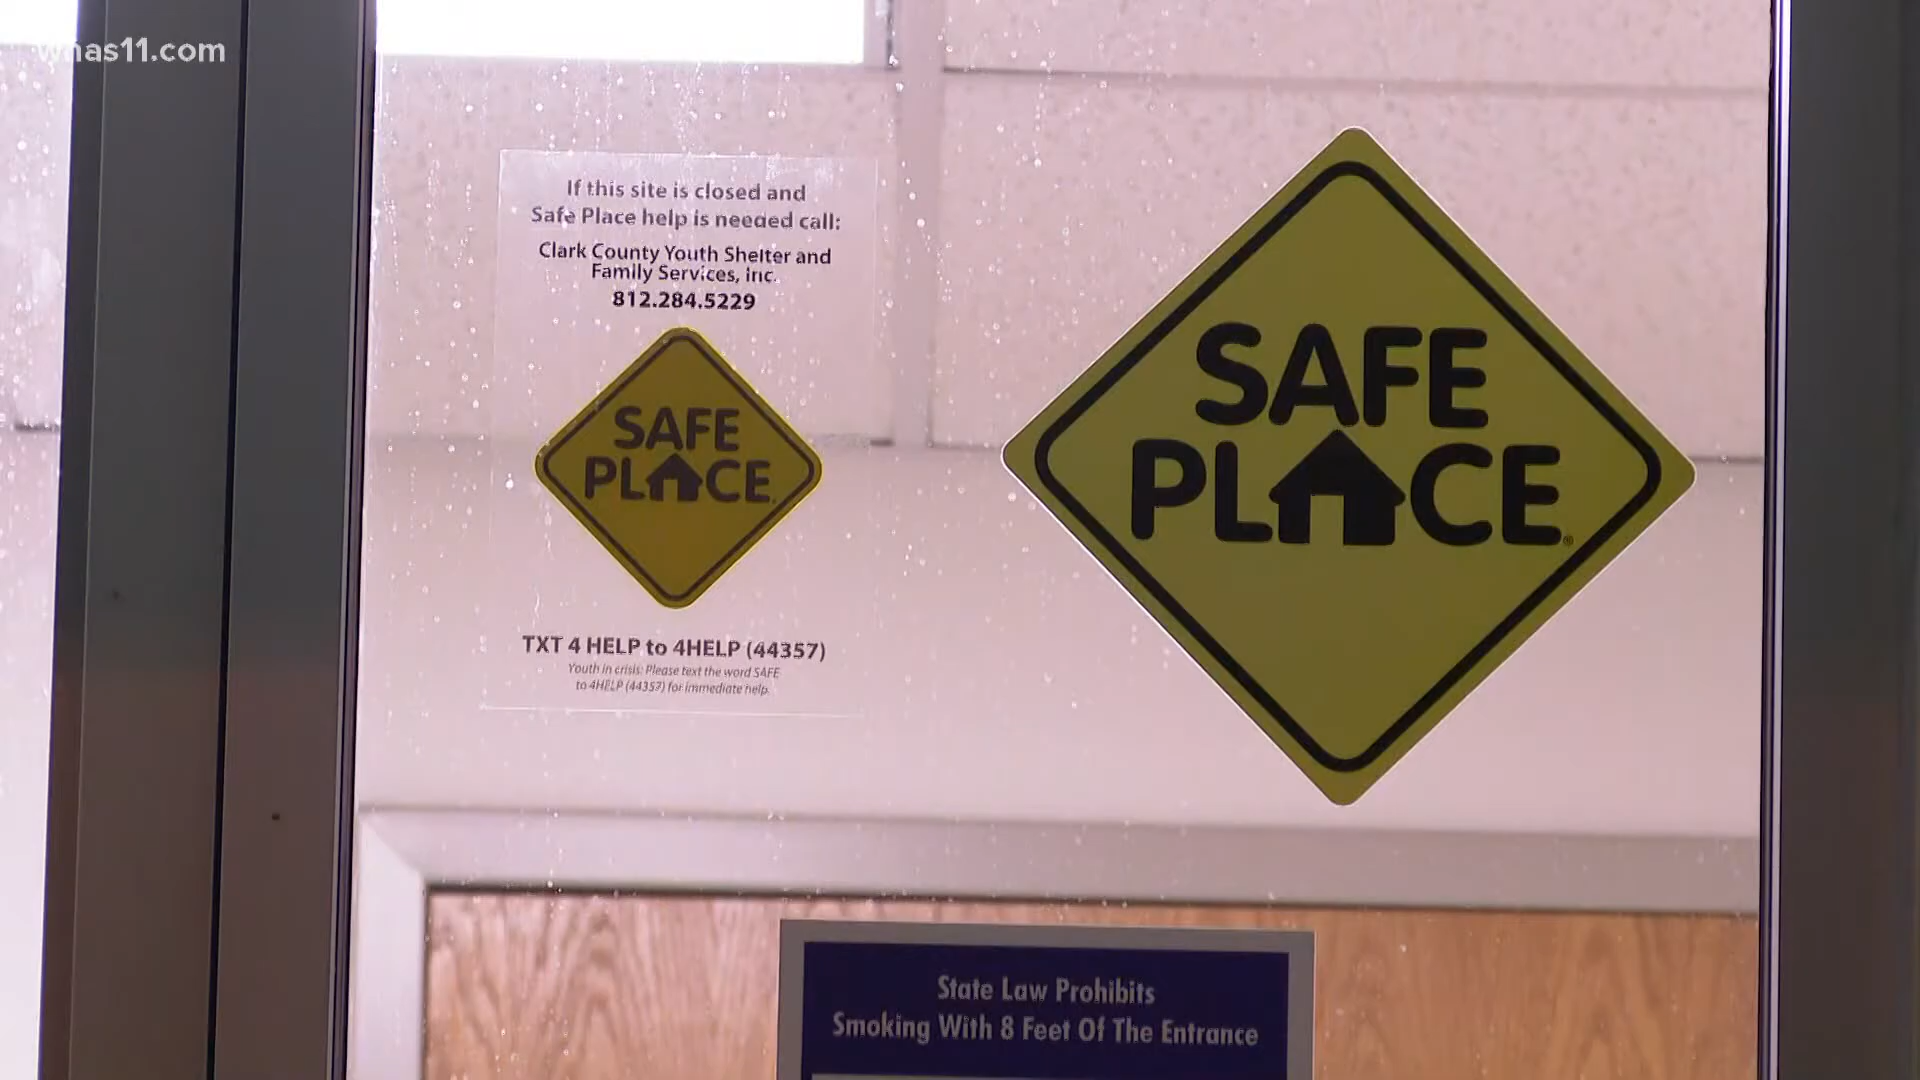 whas11.com
If this site is closed and
Safe Place help is needed call:
Clark County Youth Shelter and
Family Services, Inc.
812.284.5229
SAFE
PLACE
TXT 4 HELP to 4HELP (44357)
Youth in crisis: Please text the word SAFE
to 4HELP (44357) for immediate help.
SAFE
PLACE®
State Law Prohibits
Smoking With 8 Feet Of The Entrance